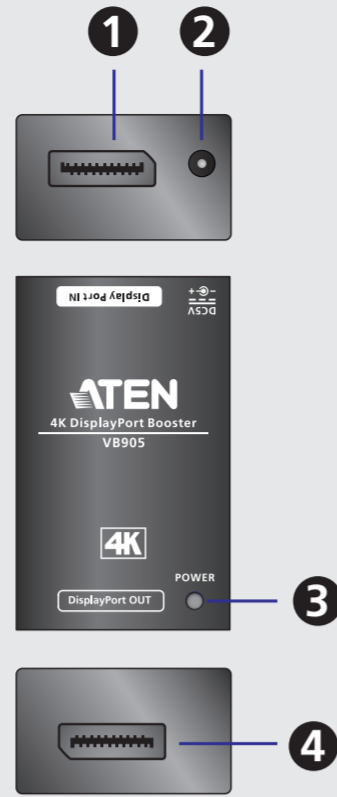 1 2
Display Port IN
DC5V
ATEN
4K DisplayPort Booster
VB905
4K
POWER
DisplayPort OUT
3
4